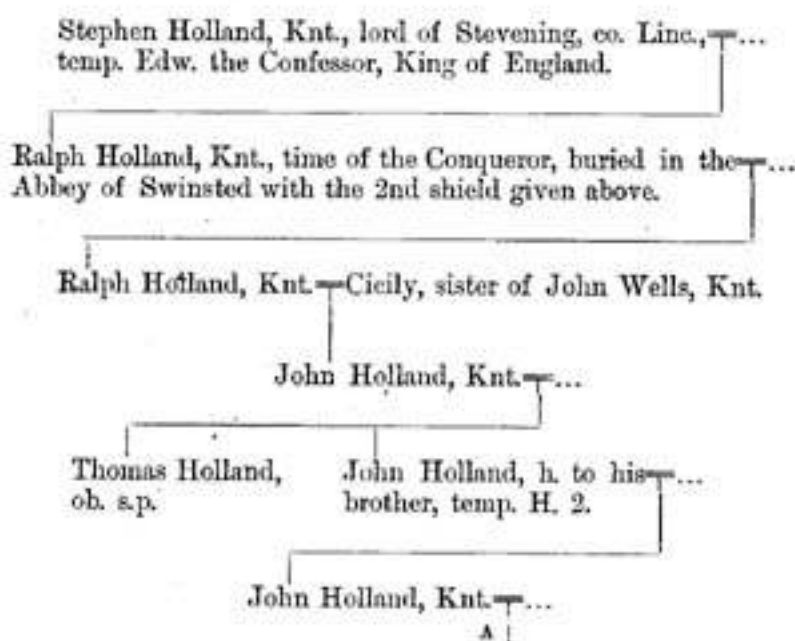 Stephen Holland, Knt., lord of Stevening, co. Linc., ...
temp. Edw. the Confessor, King of England.
Ralph Holland, Knt., time of the Conqueror, buried in the ...
Abbey of Swinsted with the 2nd shield given above.
Ralph Holland, Knt. Cicily, sister of John Wells, Knt.
John Holland, Knt. ...
Thomas Holland, John Holland, h. to his ...
ob. s.p. brother, temp. H. 2.
John Holland, Knt. ...
A